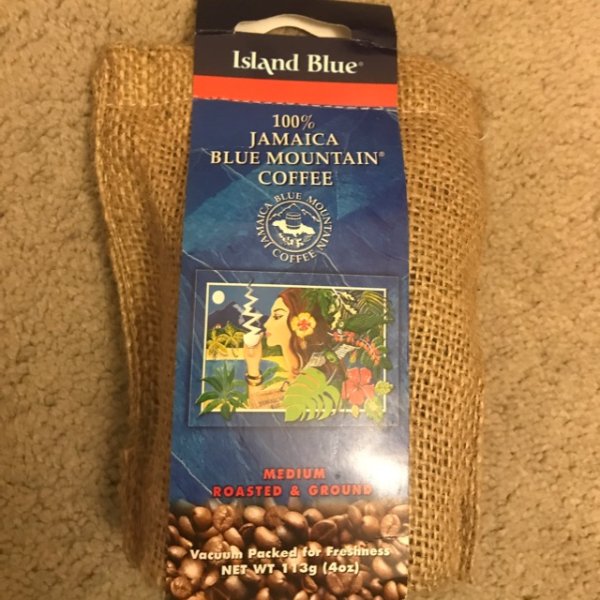 Island Blue®
100%
JAMAICA
BLUE MOUNTAIN®
COFFEE
JAMAICA BLUE MOUNTAIN
COFFEE
MEDIUM
ROASTED & GROUND
Vacuum Packed for Freshness
NET WT 113g (4oz)